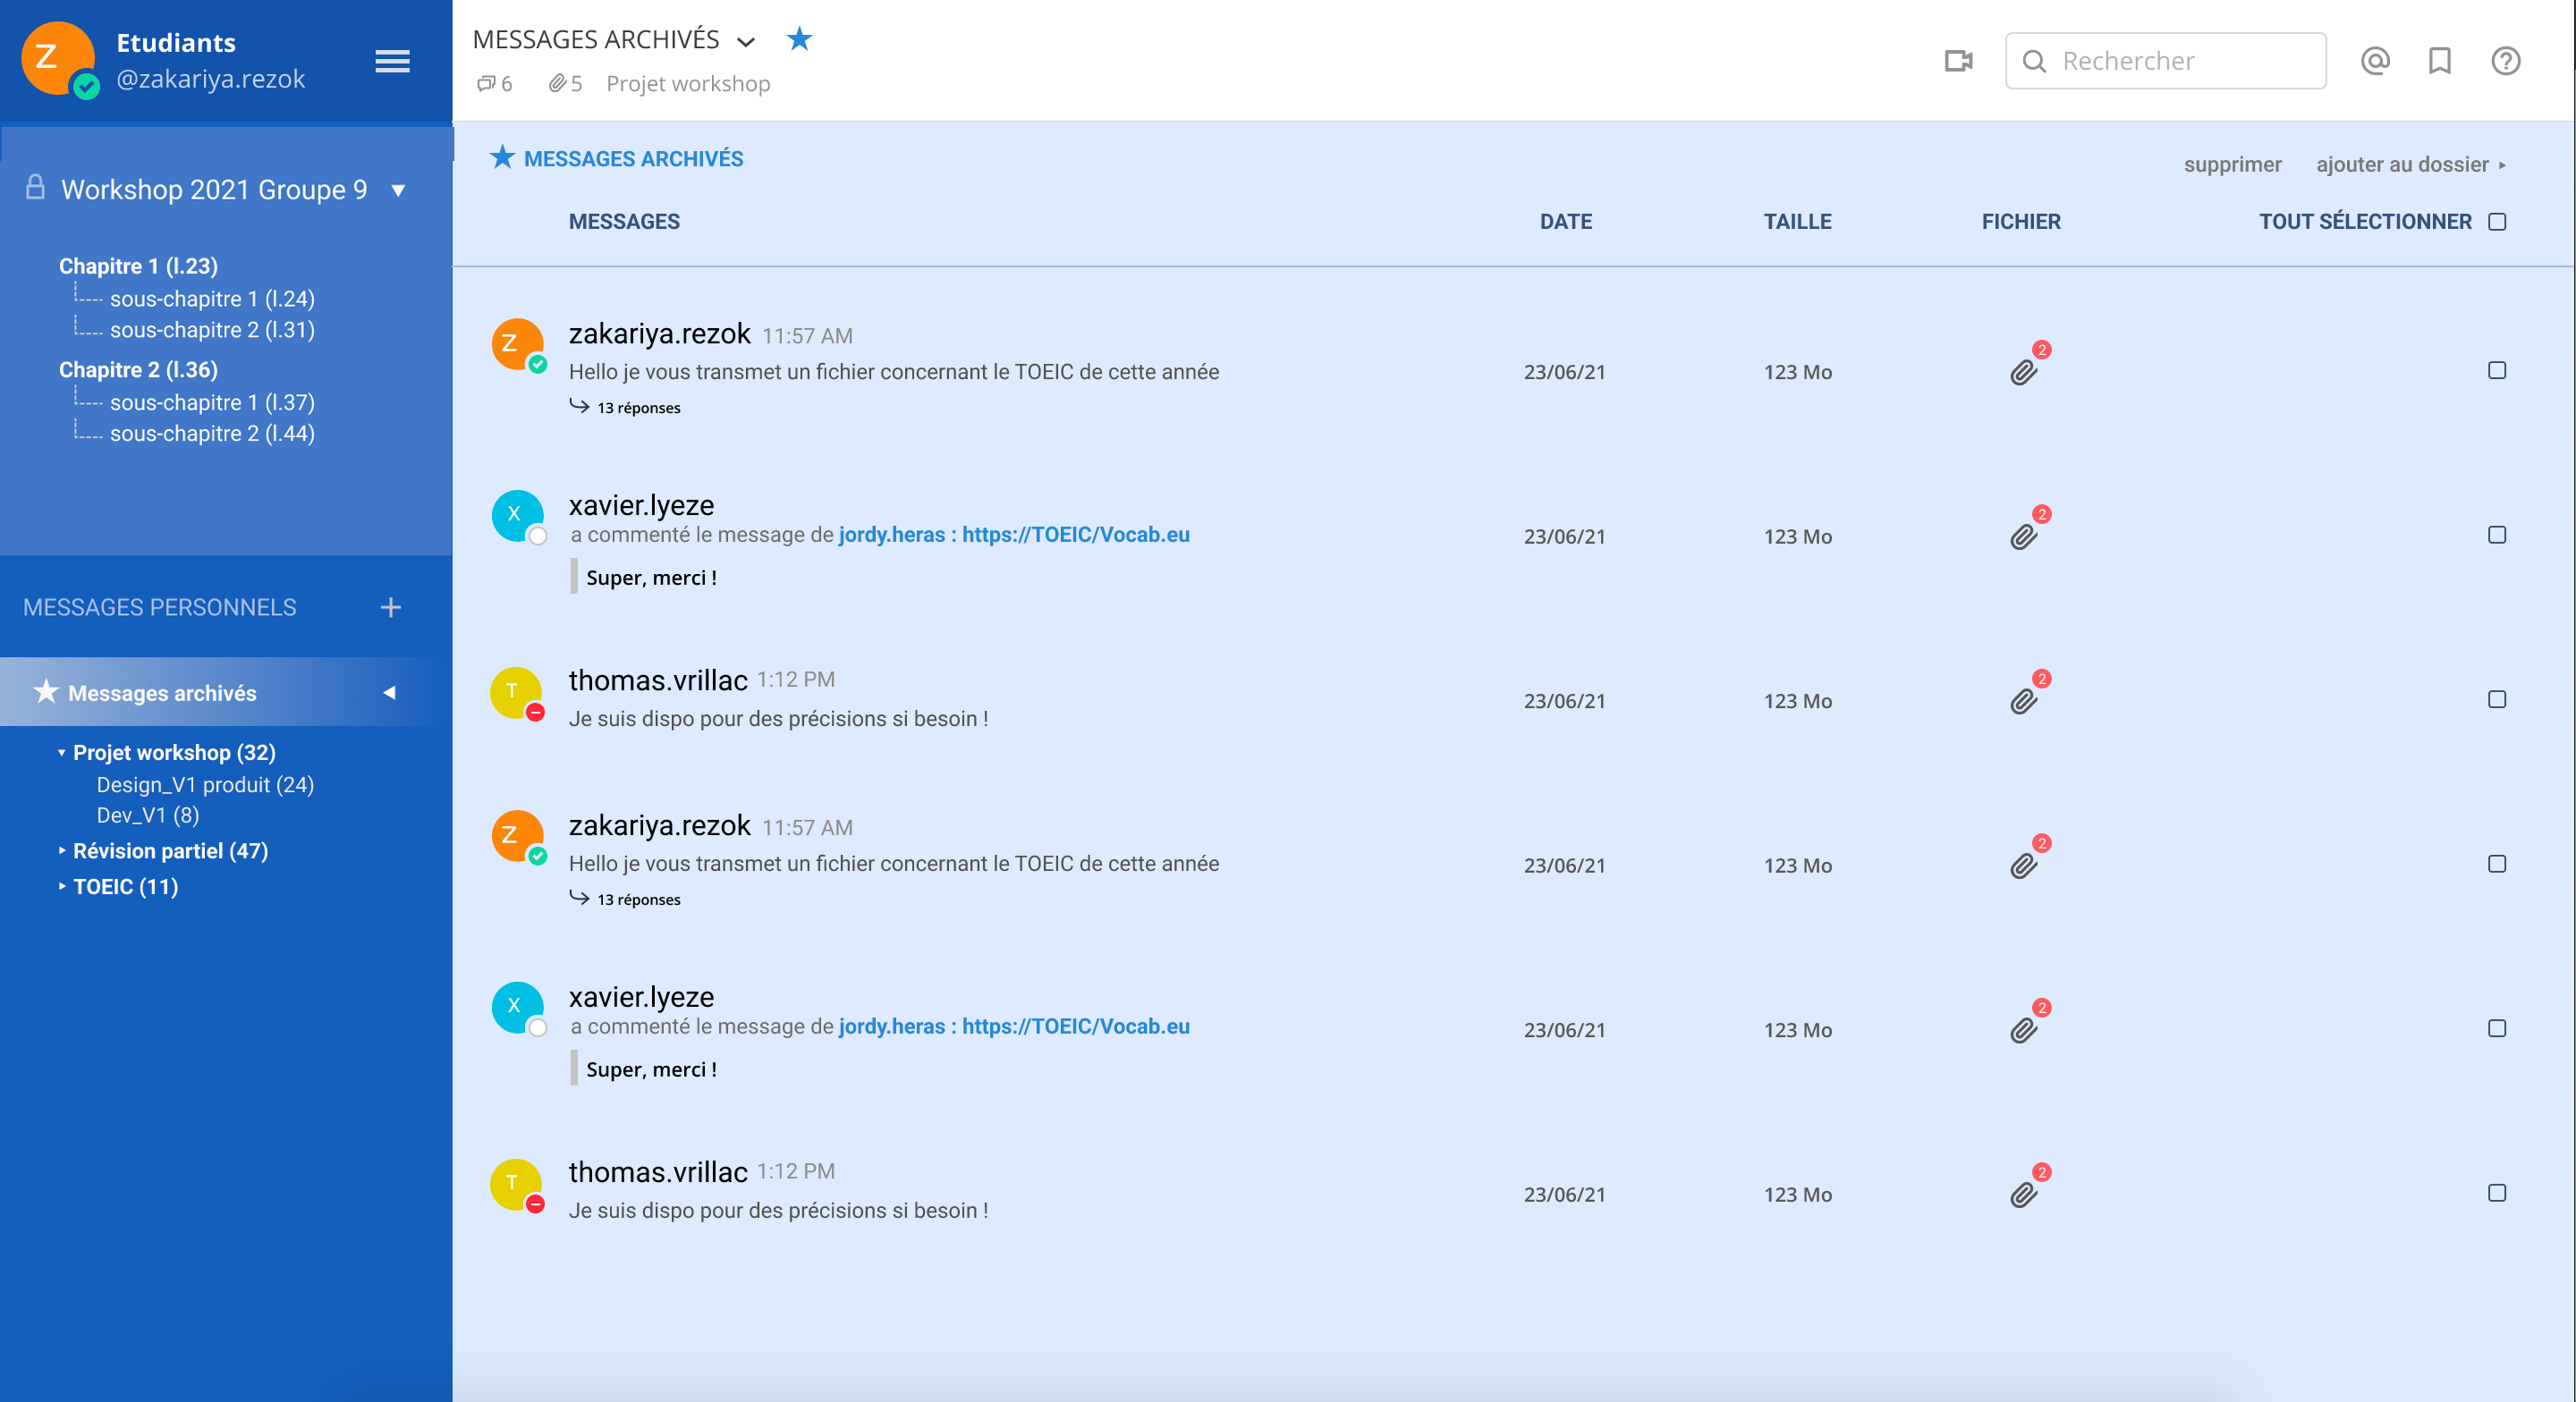 Z
Etudiants
@zakariya.rezok
Workshop 2021 Groupe 9
Chapitre 1 (l.23)
sous-chapitre 1 (l.24)
sous-chapitre 2 (l.31)
Chapitre 2 (l.36)
sous-chapitre 1 (l.37)
sous-chapitre 2 (l.44)
MESSAGES PERSONNELS +
Messages archivés
Projet workshop (32)
Design_V1 produit (24)
Dev_V1 (8)
Révision partiel (47)
TOEIC (11)
MESSAGES ARCHIVÉS
6 5 Projet workshop
Rechercher @ ?
MESSAGES ARCHIVÉS
supprimer ajouter au dossier
MESSAGES DATE TAILLE FICHIER TOUT SÉLECTIONNER
Z zakariya.rezok 11:57 AM
Hello je vous transmet un fichier concernant le TOEIC de cette année
13 réponses
23/06/21 123 Mo 2
X xavier.lyeze
a commenté le message de jordy.heras : https://TOEIC/Vocab.eu
Super, merci !
23/06/21 123 Mo 2
T thomas.vrillac 1:12 PM
Je suis dispo pour des précisions si besoin !
23/06/21 123 Mo 2
Z zakariya.rezok 11:57 AM
Hello je vous transmet un fichier concernant le TOEIC de cette année
13 réponses
23/06/21 123 Mo 2
X xavier.lyeze
a commenté le message de jordy.heras : https://TOEIC/Vocab.eu
Super, merci !
23/06/21 123 Mo 2
T thomas.vrillac 1:12 PM
Je suis dispo pour des précisions si besoin !
23/06/21 123 Mo 2